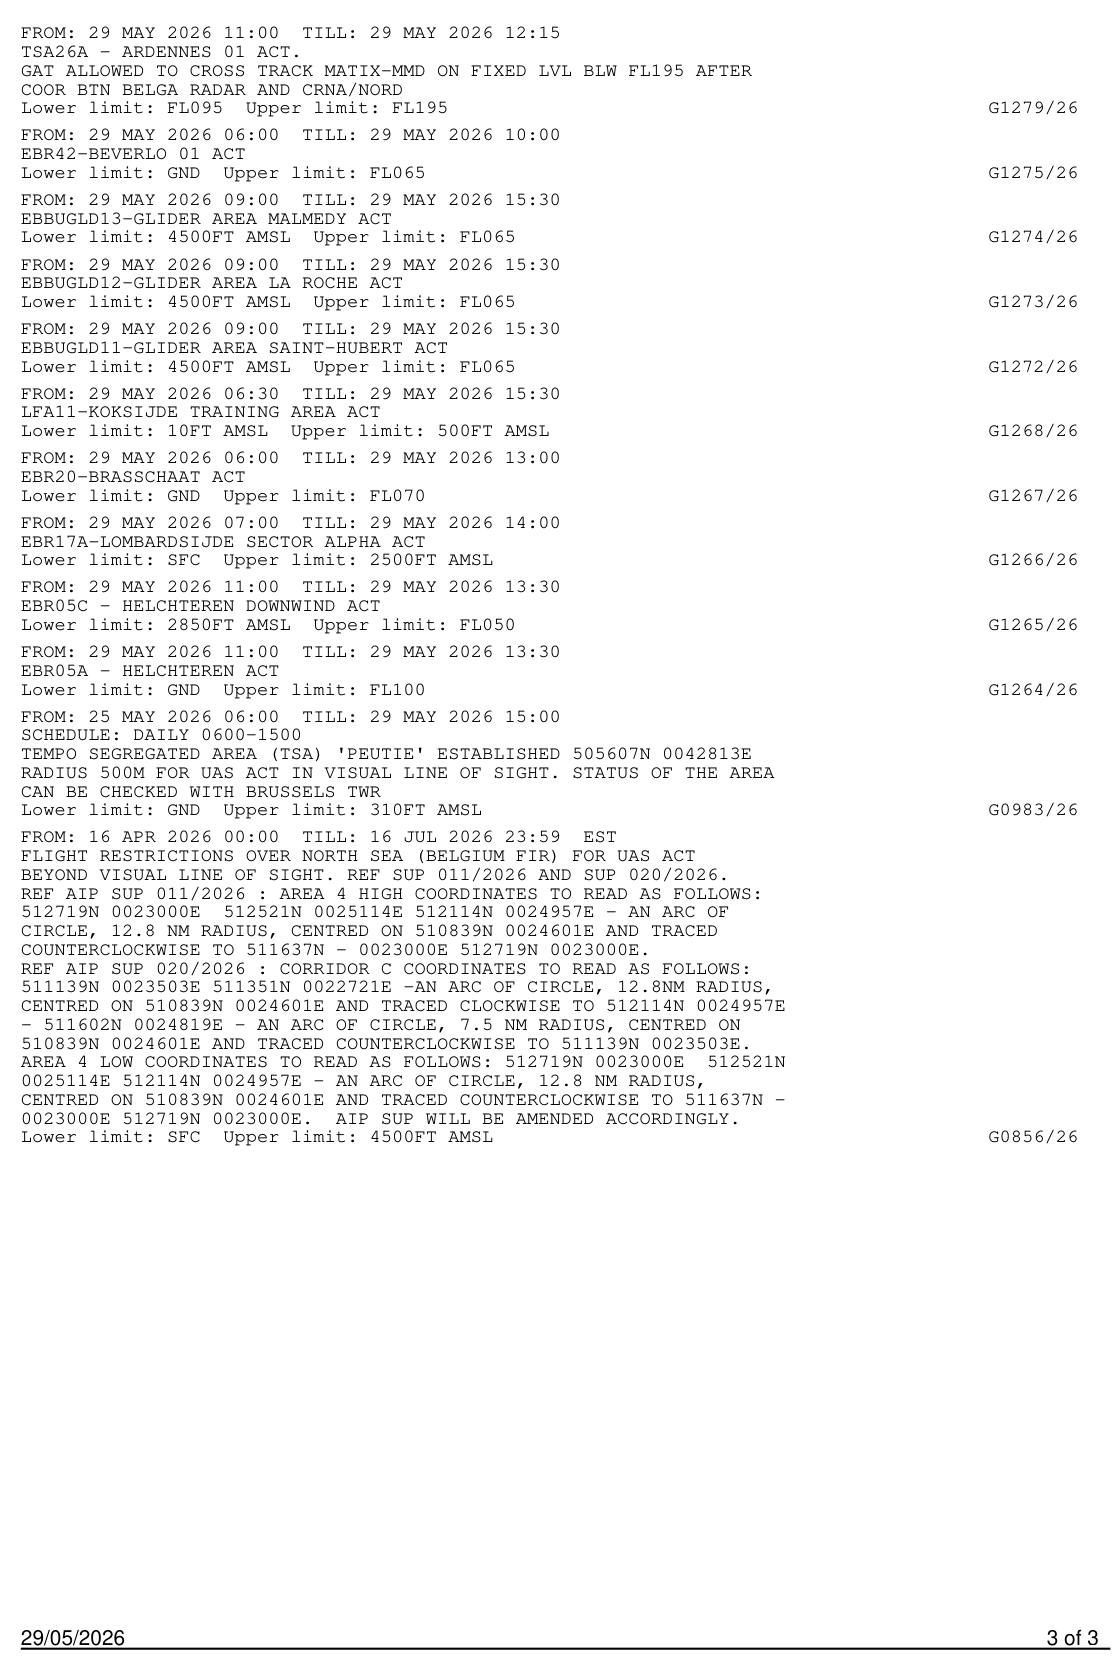 FROM: 29 MAY 2026 11:00  TILL: 29 MAY 2026 12:15
TSA26A - ARDENNES 01 ACT.
GAT ALLOWED TO CROSS TRACK MATIX-MMD ON FIXED LVL BLW FL195 AFTER
COOR BTN BELGA RADAR AND CRNA/NORD
Lower limit: FL095  Upper limit: FL195 G1279/26
FROM: 29 MAY 2026 06:00  TILL: 29 MAY 2026 10:00
EBR42-BEVERLO 01 ACT
Lower limit: GND  Upper limit: FL065 G1275/26
FROM: 29 MAY 2026 09:00  TILL: 29 MAY 2026 15:30
EBBUGLD13-GLIDER AREA MALMEDY ACT
Lower limit: 4500FT AMSL  Upper limit: FL065 G1274/26
FROM: 29 MAY 2026 09:00  TILL: 29 MAY 2026 15:30
EBBUGLD12-GLIDER AREA LA ROCHE ACT
Lower limit: 4500FT AMSL  Upper limit: FL065 G1273/26
FROM: 29 MAY 2026 09:00  TILL: 29 MAY 2026 15:30
EBBUGLD11-GLIDER AREA SAINT-HUBERT ACT
Lower limit: 4500FT AMSL  Upper limit: FL065 G1272/26
FROM: 29 MAY 2026 06:30  TILL: 29 MAY 2026 15:30
LFA11-KOKSIJDE TRAINING AREA ACT
Lower limit: 10FT AMSL  Upper limit: 500FT AMSL G1268/26
FROM: 29 MAY 2026 06:00  TILL: 29 MAY 2026 13:00
EBR20-BRASSCHAAT ACT
Lower limit: GND  Upper limit: FL070 G1267/26
FROM: 29 MAY 2026 07:00  TILL: 29 MAY 2026 14:00
EBR17A-LOMBARDSIJDE SECTOR ALPHA ACT
Lower limit: SFC  Upper limit: 2500FT AMSL G1266/26
FROM: 29 MAY 2026 11:00  TILL: 29 MAY 2026 13:30
EBR05C - HELCHTEREN DOWNWIND ACT
Lower limit: 2850FT AMSL  Upper limit: FL050 G1265/26
FROM: 29 MAY 2026 11:00  TILL: 29 MAY 2026 13:30
EBR05A - HELCHTEREN ACT
Lower limit: GND  Upper limit: FL100 G1264/26
FROM: 25 MAY 2026 06:00  TILL: 29 MAY 2026 15:00
SCHEDULE: DAILY 0600-1500
TEMPO SEGREGATED AREA (TSA) 'PEUTIE' ESTABLISHED 505607N 0042813E
RADIUS 500M FOR UAS ACT IN VISUAL LINE OF SIGHT. STATUS OF THE AREA
CAN BE CHECKED WITH BRUSSELS TWR
Lower limit: GND  Upper limit: 310FT AMSL G0983/26
FROM: 16 APR 2026 00:00  TILL: 16 JUL 2026 23:59  EST
FLIGHT RESTRICTIONS OVER NORTH SEA (BELGIUM FIR) FOR UAS ACT
BEYOND VISUAL LINE OF SIGHT. REF SUP 011/2026 AND SUP 020/2026.
REF AIP SUP 011/2026 : AREA 4 HIGH COORDINATES TO READ AS FOLLOWS:
512719N 0023000E  512521N 0025114E 512114N 0024957E - AN ARC OF
CIRCLE, 12.8 NM RADIUS, CENTRED ON 510839N 0024601E AND TRACED
COUNTERCLOCKWISE TO 511637N - 0023000E 512719N 0023000E.
REF AIP SUP 020/2026 : CORRIDOR C COORDINATES TO READ AS FOLLOWS:
511139N 0023503E 511351N 0022721E -AN ARC OF CIRCLE, 12.8NM RADIUS,
CENTRED ON 510839N 0024601E AND TRACED CLOCKWISE TO 512114N 0024957E
- 511602N 0024819E - AN ARC OF CIRCLE, 7.5 NM RADIUS, CENTRED ON
510839N 0024601E AND TRACED COUNTERCLOCKWISE TO 511139N 0023503E.
AREA 4 LOW COORDINATES TO READ AS FOLLOWS: 512719N 0023000E  512521N
0025114E 512114N 0024957E - AN ARC OF CIRCLE, 12.8 NM RADIUS,
CENTRED ON 510839N 0024601E AND TRACED COUNTERCLOCKWISE TO 511637N -
0023000E 512719N 0023000E.  AIP SUP WILL BE AMENDED ACCORDINGLY.
Lower limit: SFC  Upper limit: 4500FT AMSL G0856/26
29/05/2026 3 of 3